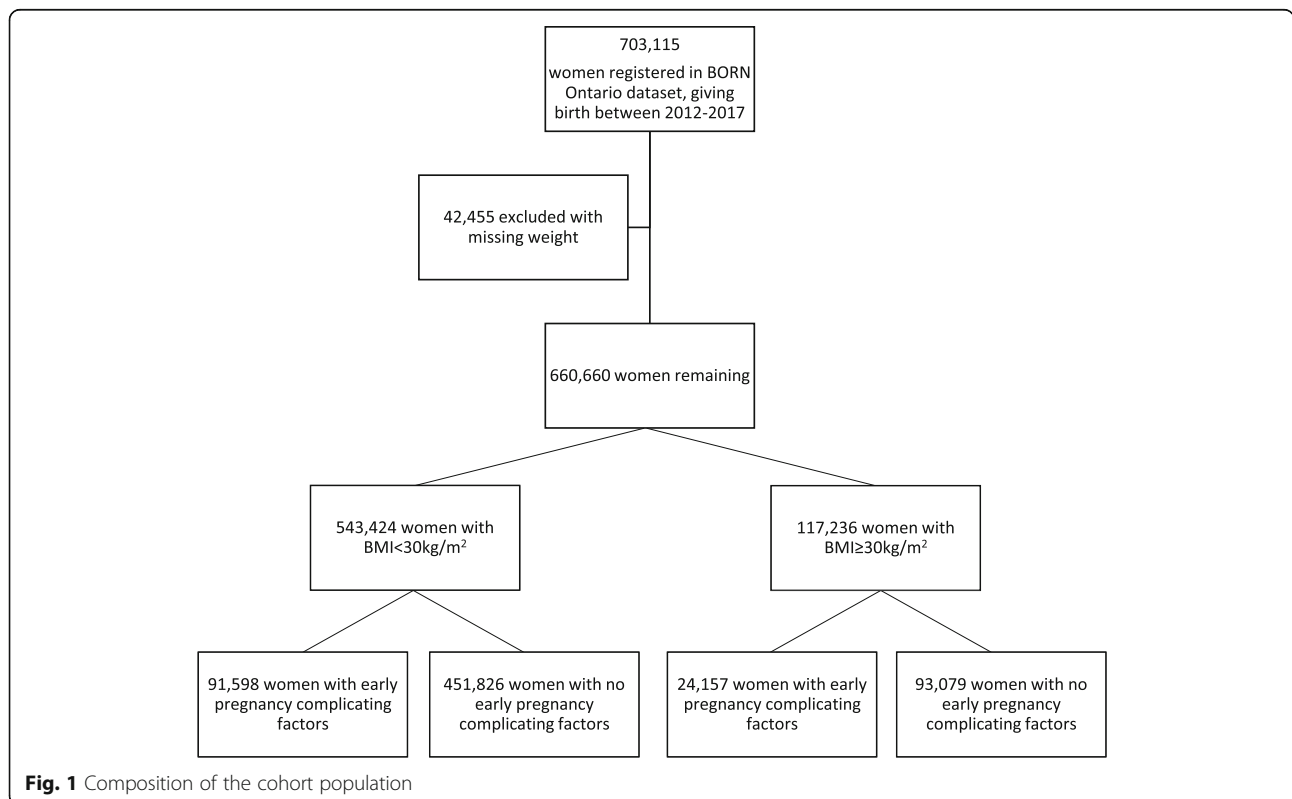 703,115
women registered in BORN
Ontario dataset, giving
birth between 2012-2017
42,455 excluded with
missing weight
660,660 women remaining
543,424 women with
BMI<30kg/m²
117,236 women with
BMI≥30kg/m²
91,598 women with early
pregnancy complicating
factors
451,826 women with no
early pregnancy
complicating factors
24,157 women with early
pregnancy complicating
factors
93,079 women with no
early pregnancy
complicating factors
Fig. 1 Composition of the cohort population